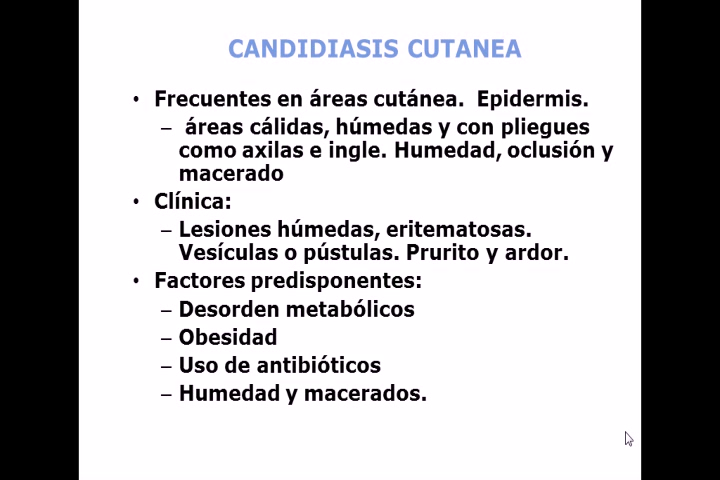 CANDIDIASIS CUTANEA
• Frecuentes en áreas cutánea. Epidermis.
– áreas cálidas, húmedas y con pliegues
como axilas e ingle. Humedad, oclusión y
macerado
• Clínica:
– Lesiones húmedas, eritematosas.
Vesículas o pústulas. Prurito y ardor.
• Factores predisponentes:
– Desorden metabólicos
– Obesidad
– Uso de antibióticos
– Humedad y macerados.